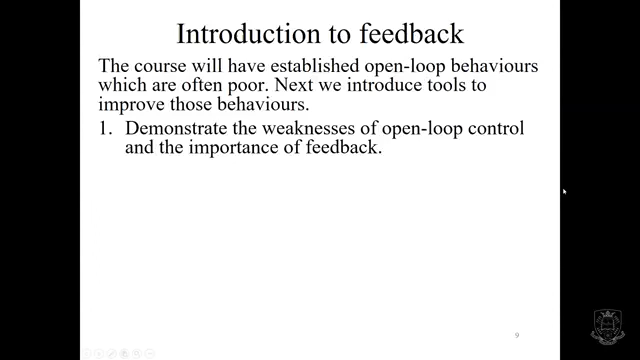 Introduction to feedback
The course will have established open-loop behaviours
which are often poor. Next we introduce tools to
improve those behaviours.
1. Demonstrate the weaknesses of open-loop control
and the importance of feedback.
9